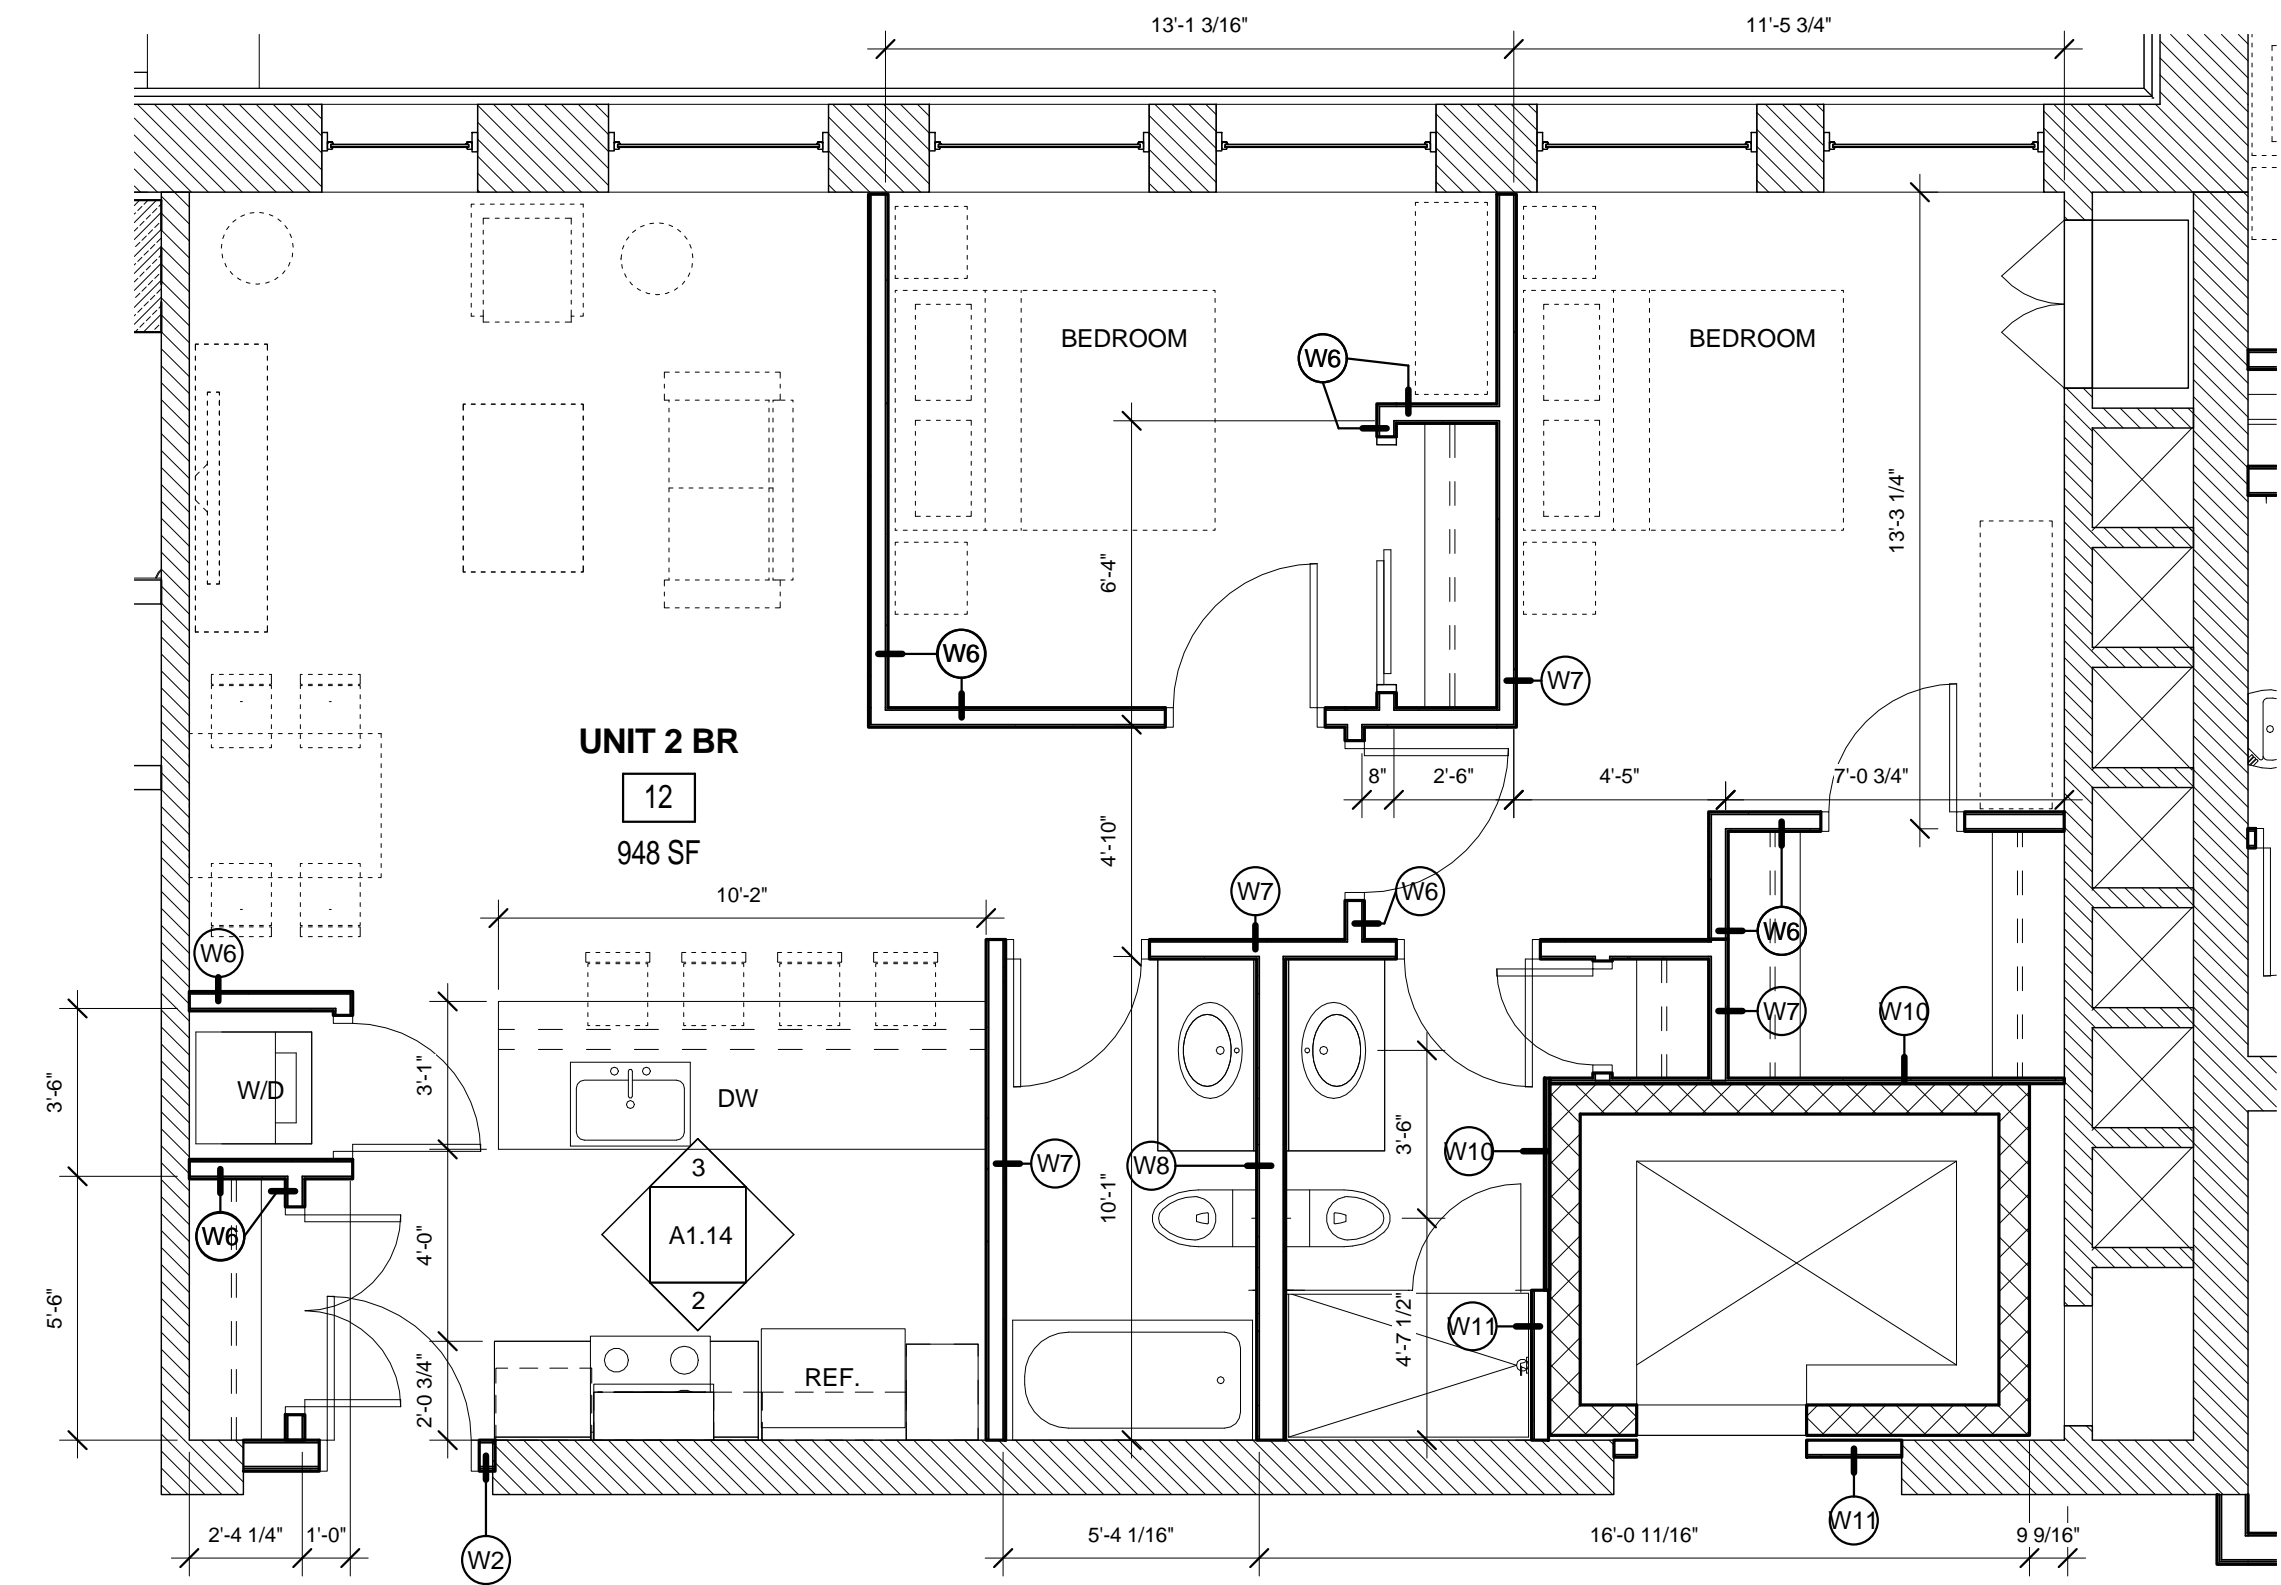 13'-1 3/16"
11'-5 3/4"
BEDROOM
BEDROOM
W6
13'-3 1/4"
6'-4"
W6
W7
UNIT 2 BR
12
948 SF
8"
2'-6"
4'-5"
7'-0 3/4"
4'-10"
10'-2"
W7
W6
W6
W6
W7
W10
3'-6"
W/D
3'-1"
DW
3
A1.14
2
W7
W8
10'-1"
3'-6"
W10
W6
4'-0"
5'-6"
2'-0 3/4"
REF.
4'-7 1/2"
W11
2'-4 1/4"
1'-0"
W2
5'-4 1/16"
16'-0 11/16"
W11
9 9/16"